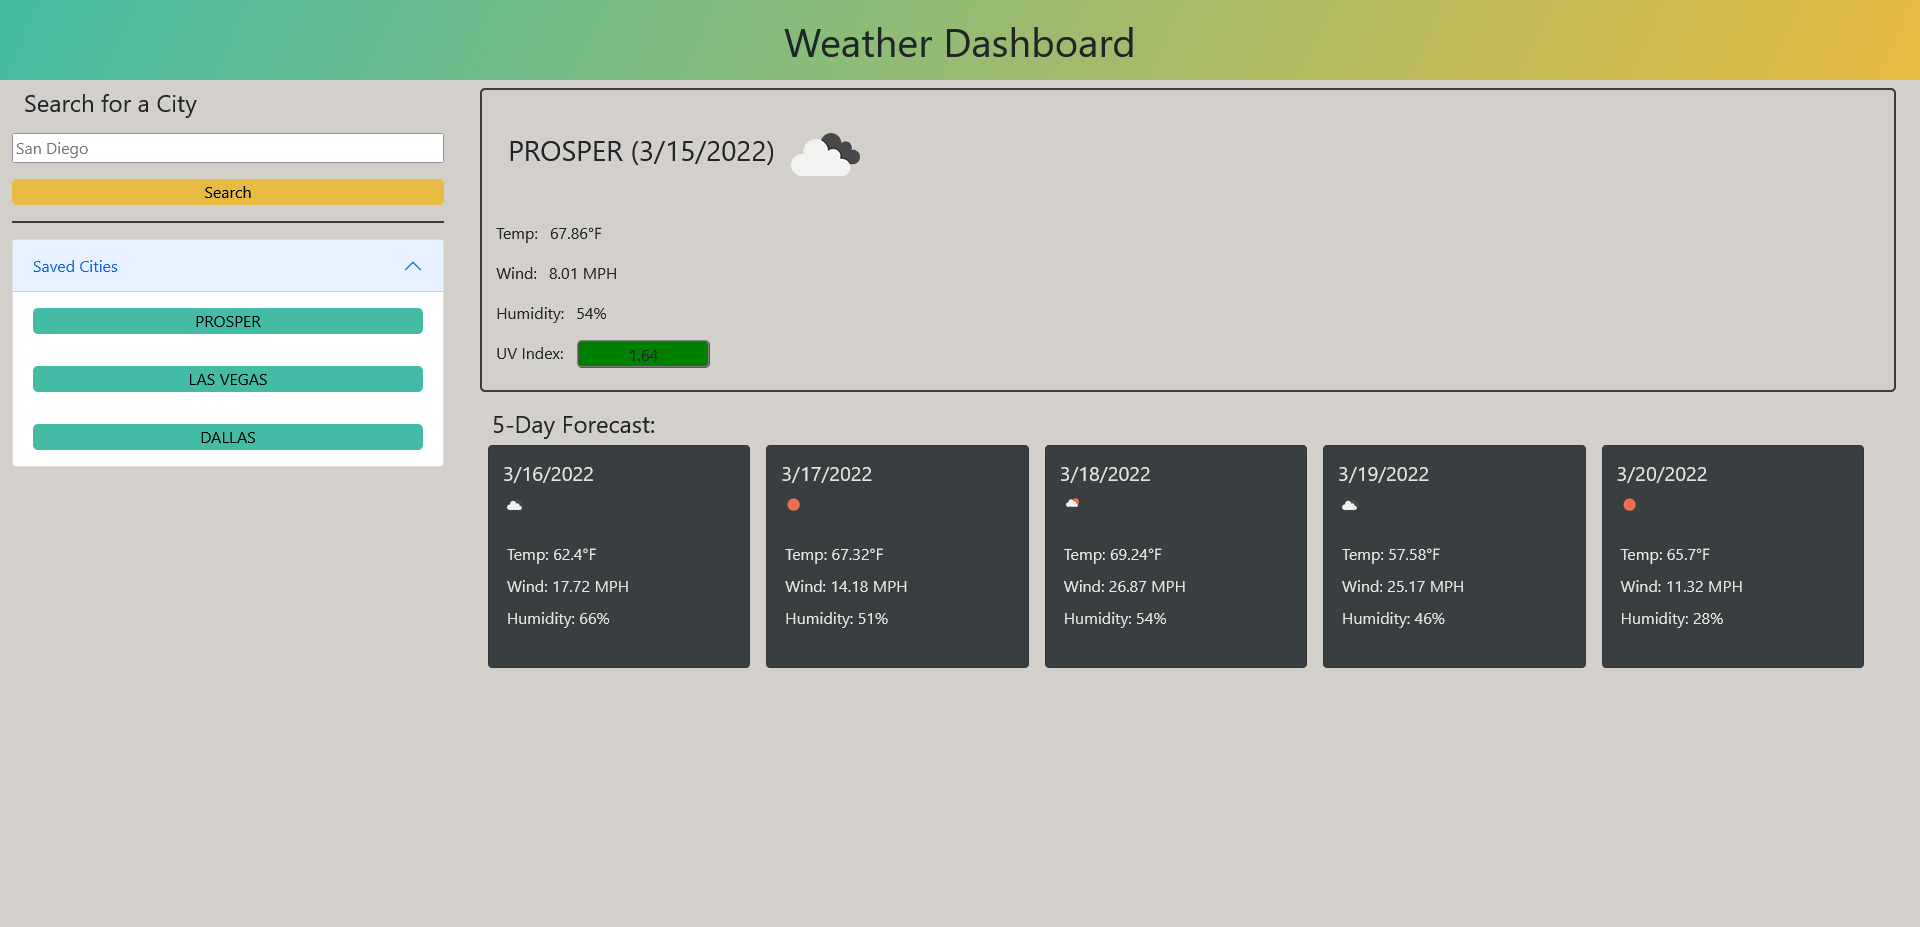 Weather Dashboard
Search for a City
San Diego
Search
Saved Cities
PROSPER
LAS VEGAS
DALLAS
PROSPER (3/15/2022)
Temp: 67.86°F
Wind: 8.01 MPH
Humidity: 54%
UV Index: 1.64
5-Day Forecast:
3/16/2022
Temp: 62.4°F
Wind: 17.72 MPH
Humidity: 66%
3/17/2022
Temp: 67.32°F
Wind: 14.18 MPH
Humidity: 51%
3/18/2022
Temp: 69.24°F
Wind: 26.87 MPH
Humidity: 54%
3/19/2022
Temp: 57.58°F
Wind: 25.17 MPH
Humidity: 46%
3/20/2022
Temp: 65.7°F
Wind: 11.32 MPH
Humidity: 28%